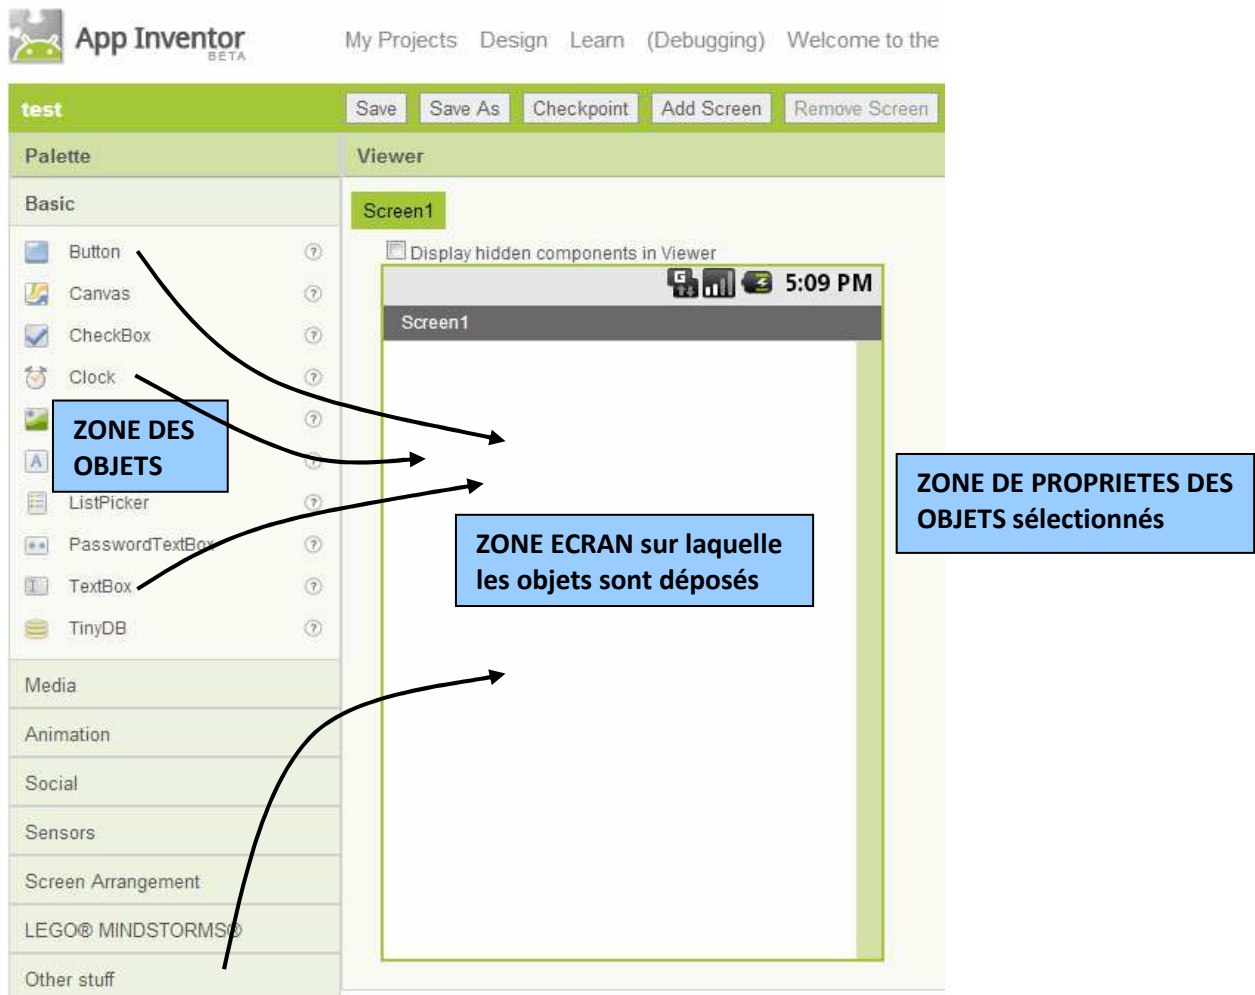 App Inventor
BETA
My Projects Design Learn (Debugging) Welcome to the
test
Save Save As Checkpoint Add Screen Remove Screen
Palette
Viewer
Basic
Screen1
Display hidden components in Viewer
5:09 PM
Screen1
Button ?
Canvas ?
CheckBox ?
Clock ?
?
A ?
ListPicker ?
PasswordTextBox ?
TextBox ?
TinyDB ?
ZONE DES
OBJETS
ZONE ECRAN sur laquelle
les objets sont déposés
ZONE DE PROPRIETES DES
OBJETS sélectionnés
Media
Animation
Social
Sensors
Screen Arrangement
LEGO® MINDSTORMS®
Other stuff